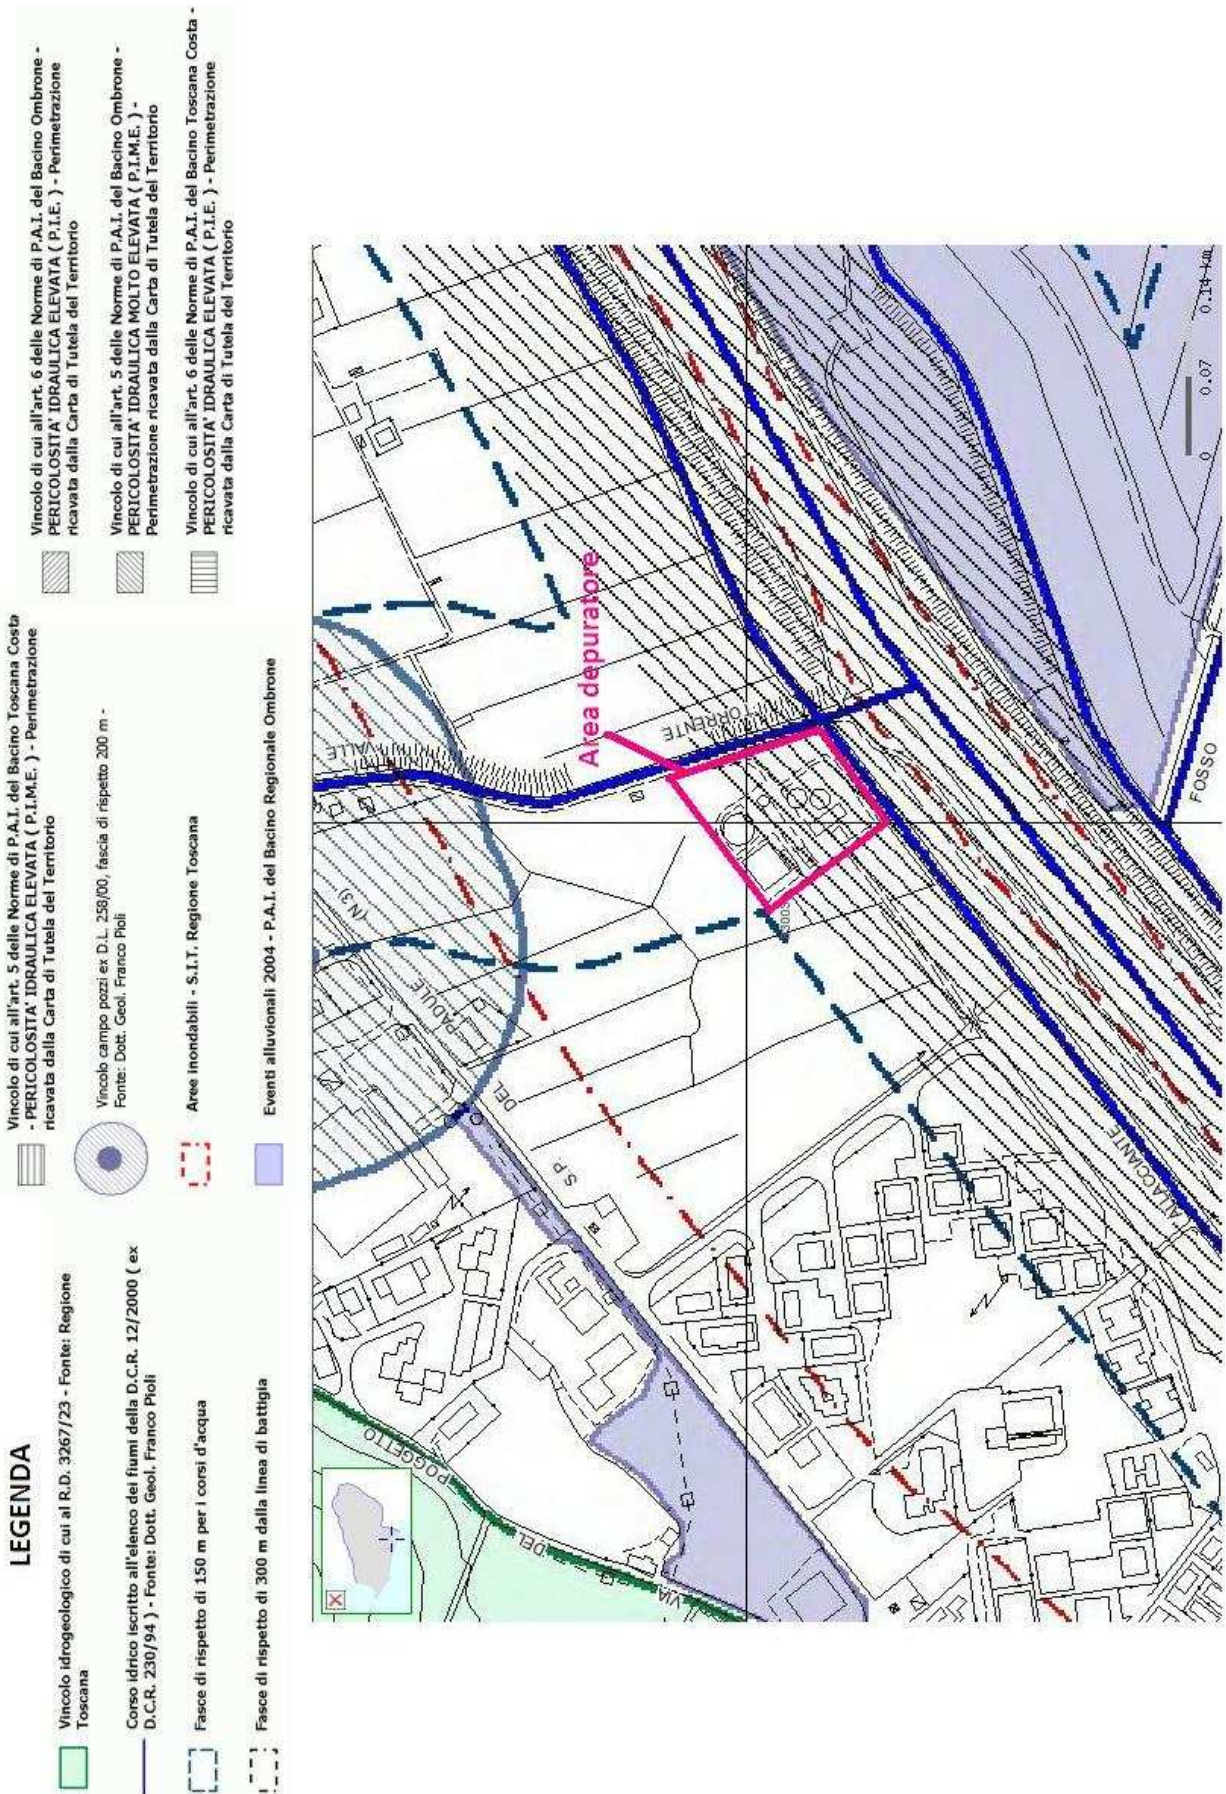 LEGENDA
Vincolo idrogeologico di cui al R.D. 3267/23 - Fonte: Regione
Toscana
Corso idrico iscritto all'elenco dei fiumi della D.C.R. 12/2000 ( ex
D.C.R. 230/94 ) - Fonte: Dott. Geol. Franco Pioli
Fasce di rispetto di 150 m per i corsi d'acqua
Fasce di rispetto di 300 m dalla linea di battigia
Vincolo di cui all'art. 5 delle Norme di P.A.I. del Bacino Toscana Costa
- PERICOLOSITA' IDRAULICA ELEVATA ( P.I.M.E. ) - Perimetrazione
ricavata dalla Carta di Tutela del Territorio
Vincolo campo pozzi ex D.L. 258/00, fascia di rispetto 200 m -
Fonte: Dott. Geol. Franco Pioli
Aree inondabili - S.I.T. Regione Toscana
Eventi alluvionali 2004 - P.A.I. del Bacino Regionale Ombrone
Vincolo di cui all'art. 6 delle Norme di P.A.I. del Bacino Ombrone -
PERICOLOSITA' IDRAULICA ELEVATA ( P.I.E. ) - Perimetrazione
ricavata dalla Carta di Tutela del Territorio
Vincolo di cui all'art. 5 delle Norme di P.A.I. del Bacino Ombrone -
PERICOLOSITA' IDRAULICA MOLTO ELEVATA ( P.I.M.E. ) -
Perimetrazione ricavata dalla Carta di Tutela del Territorio
Vincolo di cui all'art. 6 delle Norme di P.A.I. del Bacino Toscana Costa -
PERICOLOSITA' IDRAULICA ELEVATA ( P.I.E. ) - Perimetrazione
ricavata dalla Carta di Tutela del Territorio
VIA DEL POGGETTO
S.P. DEL PADULE (N3)
VALLE
TORRENTE
Area depuratore
ALLACCIANTE
FOSSO
0 0.07 0.14 km